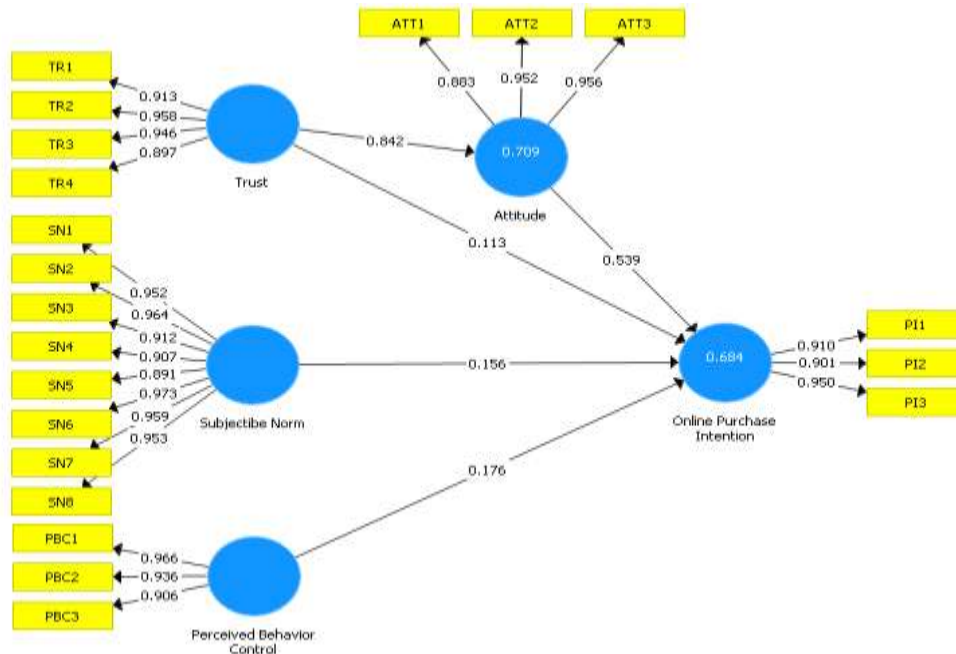 ATT1
ATT2
ATT3
0.883
0.952
0.956
TR1
TR2
TR3
TR4
0.913
0.958
0.946
0.897
Trust
0.842
0.709
Attitude
0.113
0.539
SN1
SN2
SN3
SN4
SN5
SN6
SN7
SN8
0.952
0.964
0.912
0.907
0.891
0.973
0.959
0.953
Subjectibe Norm
0.156
0.684
Online Purchase
Intention
0.910
0.901
0.950
PI1
PI2
PI3
0.176
PBC1
PBC2
PBC3
0.966
0.936
0.906
Perceived Behavior
Control